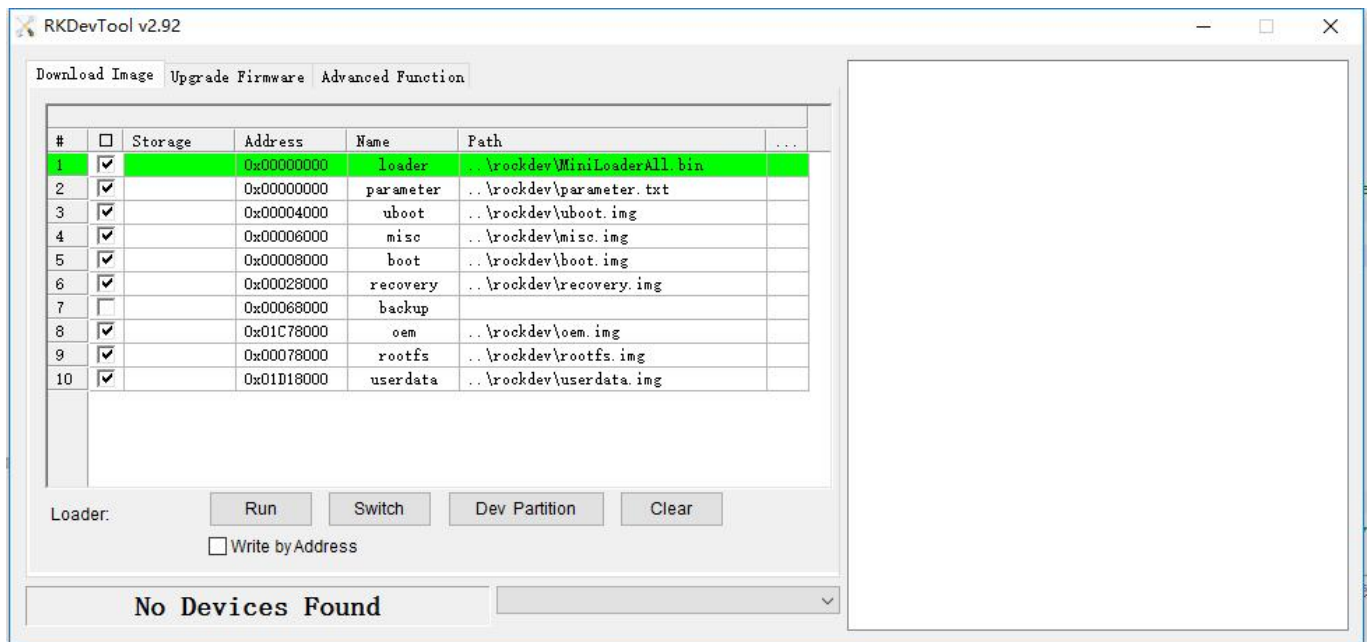 RKDevTool v2.92
Download Image Upgrade Firmware Advanced Function
# Storage Address Name Path ...
1 0x00000000 loader ..\rockdev\MiniLoaderAll.bin
2 0x00000000 parameter ..\rockdev\parameter.txt
3 0x00004000 uboot ..\rockdev\uboot.img
4 0x00006000 misc ..\rockdev\misc.img
5 0x00008000 boot ..\rockdev\boot.img
6 0x00028000 recovery ..\rockdev\recovery.img
7 0x00068000 backup
8 0x01C78000 oem ..\rockdev\oem.img
9 0x00078000 rootfs ..\rockdev\rootfs.img
10 0x01D18000 userdata ..\rockdev\userdata.img
Loader: Run Switch Dev Partition Clear
Write by Address
No Devices Found